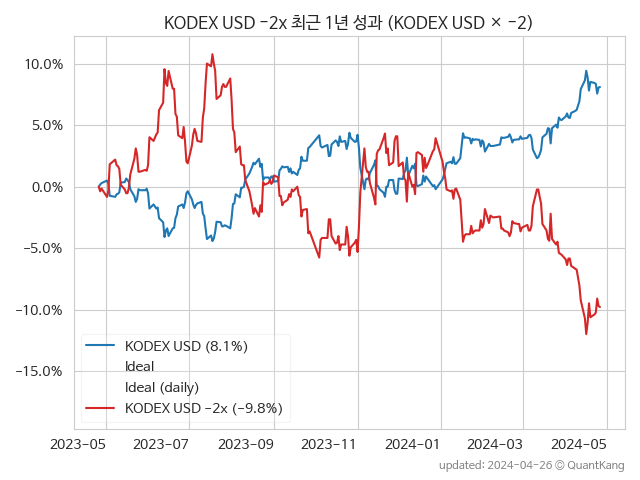 KODEX USD -2x 최근 1년 성과 (KODEX USD × -2)
10.0%
5.0%
0.0%
-5.0%
-10.0%
-15.0%
KODEX USD (8.1%)
Ideal
Ideal (daily)
KODEX USD -2x (-9.8%)
2023-05 2023-07 2023-09 2023-11 2024-01 2024-03 2024-05
updated: 2024-04-26 © QuantKang